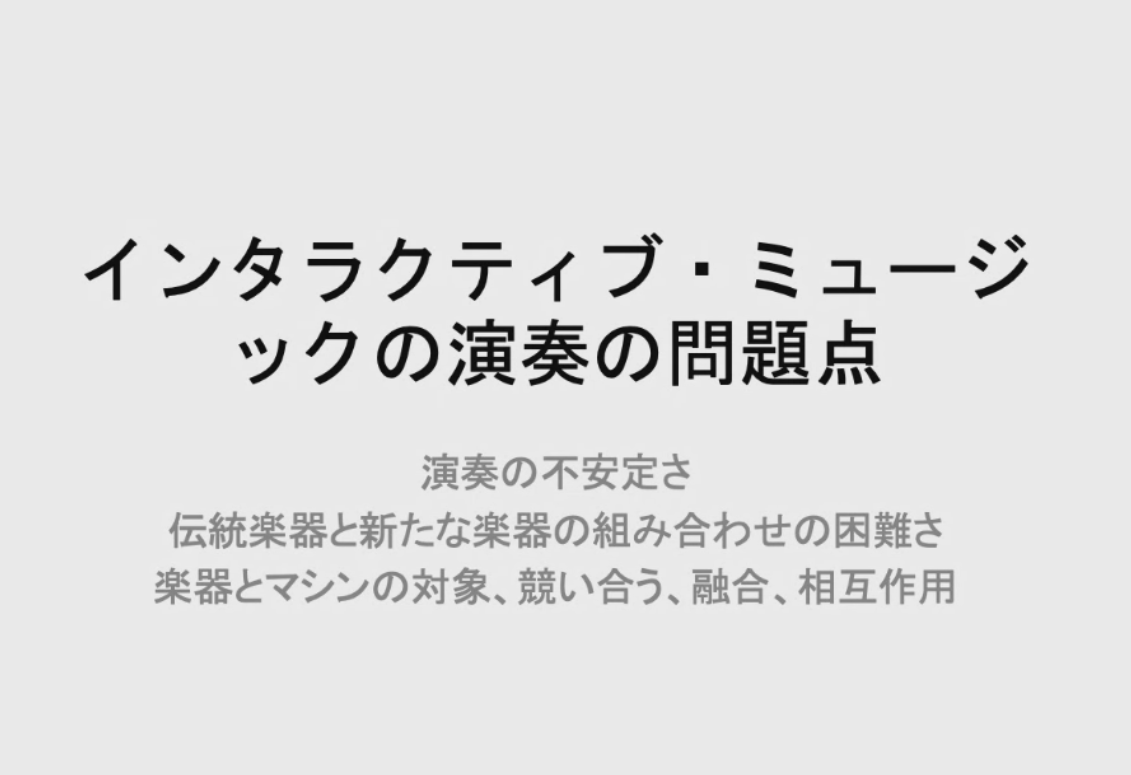 インタラクティブ・ミュージ
ックの演奏の問題点
演奏の不安定さ
伝統楽器と新たな楽器の組み合わせの困難さ
楽器とマシンの対象、競い合う、融合、相互作用